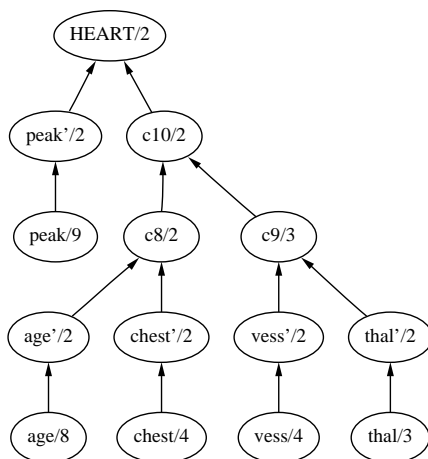 HEART/2
peak’/2
c10/2
peak/9
c8/2
c9/3
age’/2
chest’/2
vess’/2
thal’/2
age/8
chest/4
vess/4
thal/3